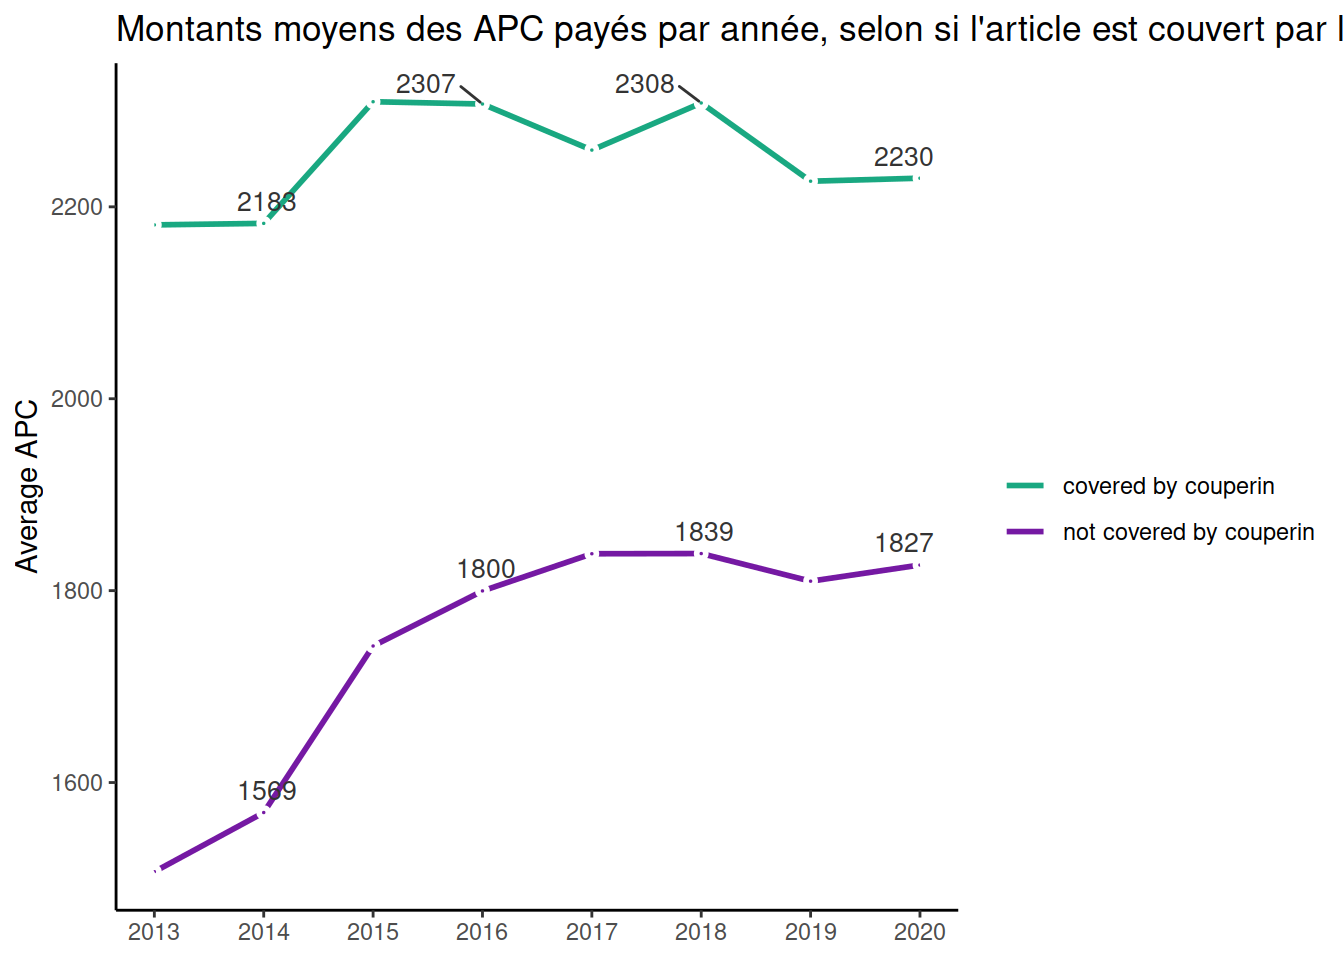 Montants moyens des APC payés par année, selon si l'article est couvert par l
2307
2308
2230
2183
2200
2000
Average APC
covered by couperin
not covered by couperin
1839
1827
1800
1800
1569
1600
2013 2014 2015 2016 2017 2018 2019 2020